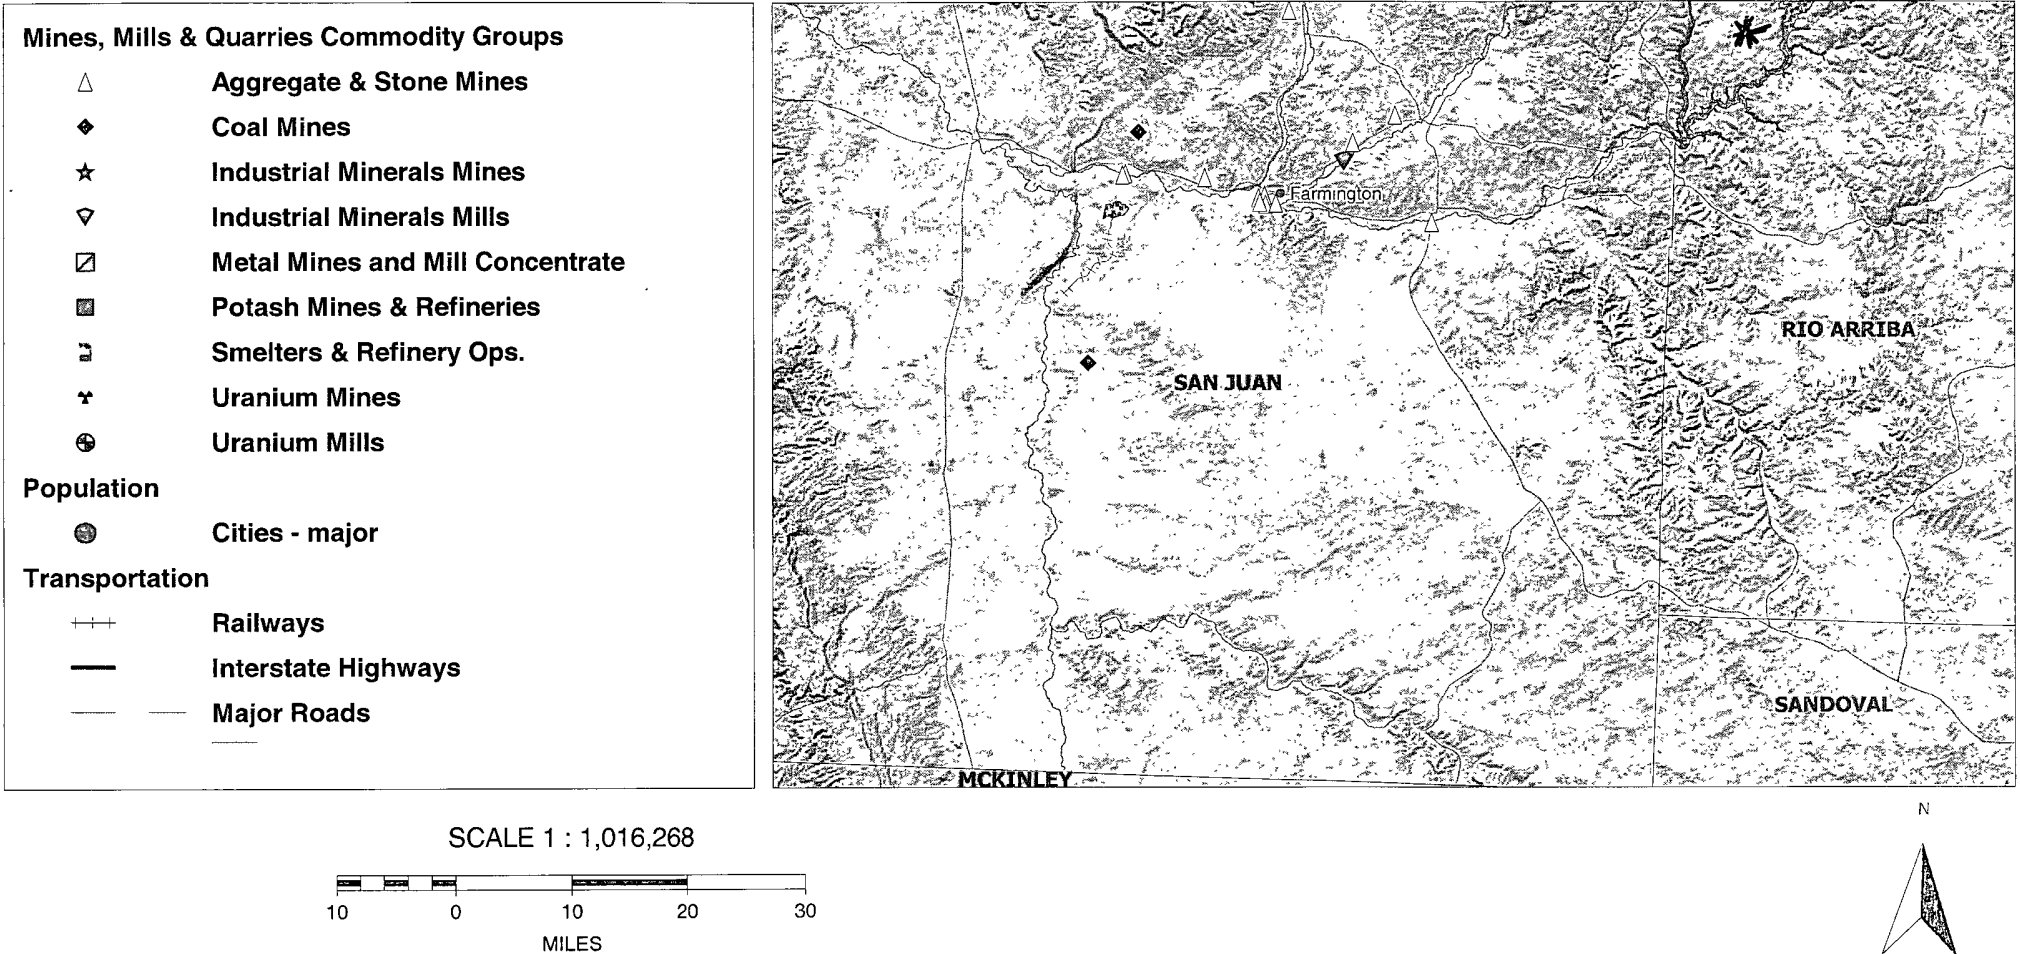 Mines, Mills & Quarries Commodity Groups
Aggregate & Stone Mines
Coal Mines
Industrial Minerals Mines
Industrial Minerals Mills
Metal Mines and Mill Concentrate
Potash Mines & Refineries
Smelters & Refinery Ops.
Uranium Mines
Uranium Mills
Population
Cities - major
Transportation
Railways
Interstate Highways
Major Roads
Farmington
RIO ARRIBA
SAN JUAN
SANDOVAL
MCKINLEY
SCALE 1 : 1,016,268
10 0 10 20 30
MILES
N